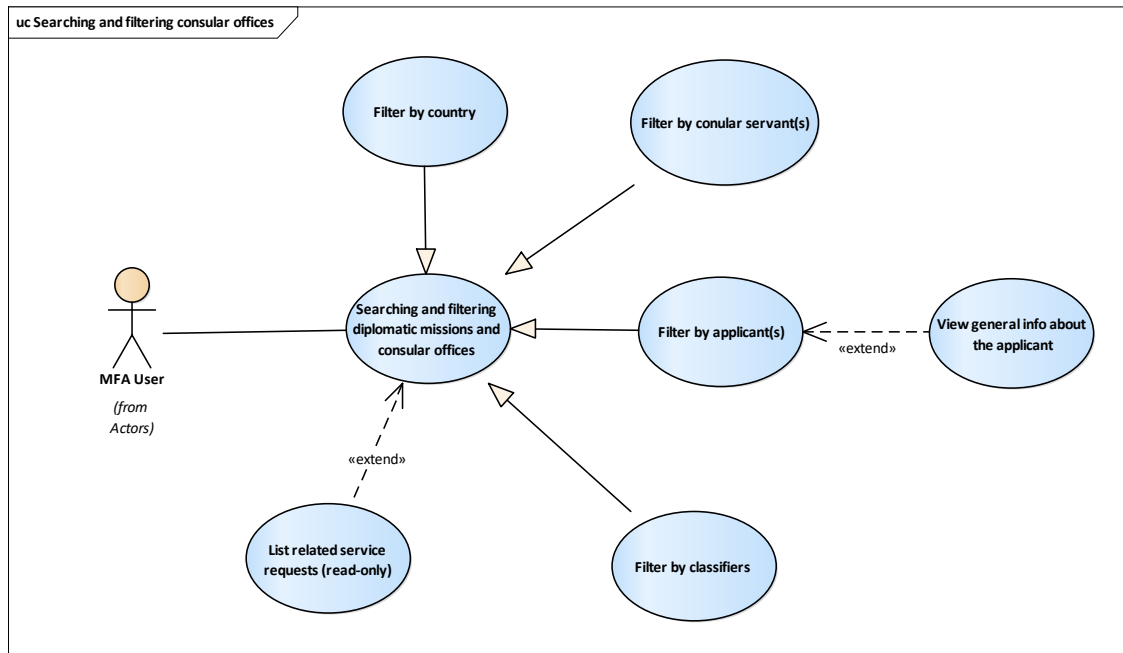 uc Searching and filtering consular offices
Filter by country
Filter by conular servant(s)
Searching and filtering
diplomatic missions and
consular offices
Filter by applicant(s)
View general info about
the applicant
«extend»
MFA User
(from
Actors)
«extend»
List related service
requests (read-only)
Filter by classifiers